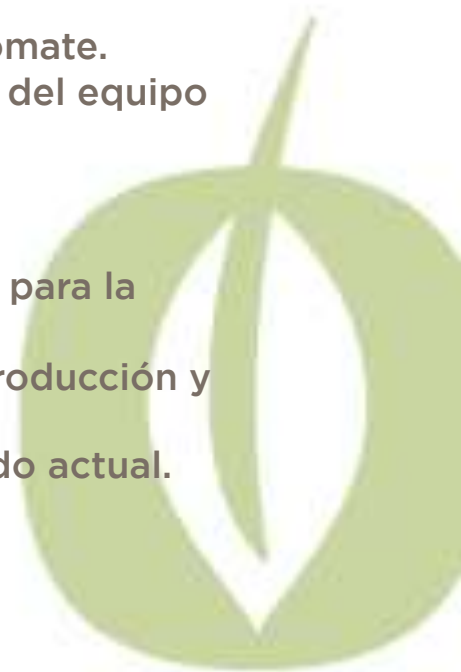 omate.
del equipo
para la
roducción y
do actual.